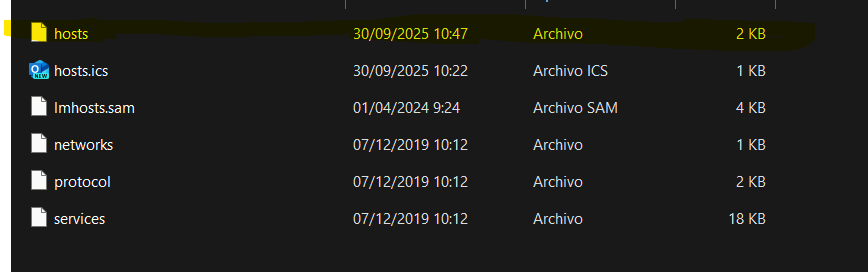 hosts 30/09/2025 10:47 Archivo 2 KB
NEW hosts.ics 30/09/2025 10:22 Archivo ICS 1 KB
lmhosts.sam 01/04/2024 9:24 Archivo SAM 4 KB
networks 07/12/2019 10:12 Archivo 1 KB
protocol 07/12/2019 10:12 Archivo 2 KB
services 07/12/2019 10:12 Archivo 18 KB